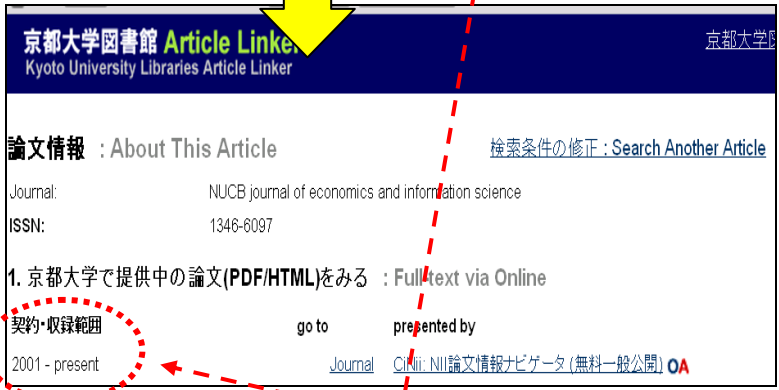 京都大学図書館 Article Linker
Kyoto University Libraries Article Linker
京都大学図
論文情報 : About This Article
検索条件の修正 : Search Another Article
Journal: NUCB journal of economics and information science
ISSN: 1346-6097
1. 京都大学で提供中の論文(PDF/HTML)をみる : Full-text via Online
契約・収録範囲 go to presented by
2001 - present Journal CiNii: NII論文情報ナビゲータ (無料一般公開) OA